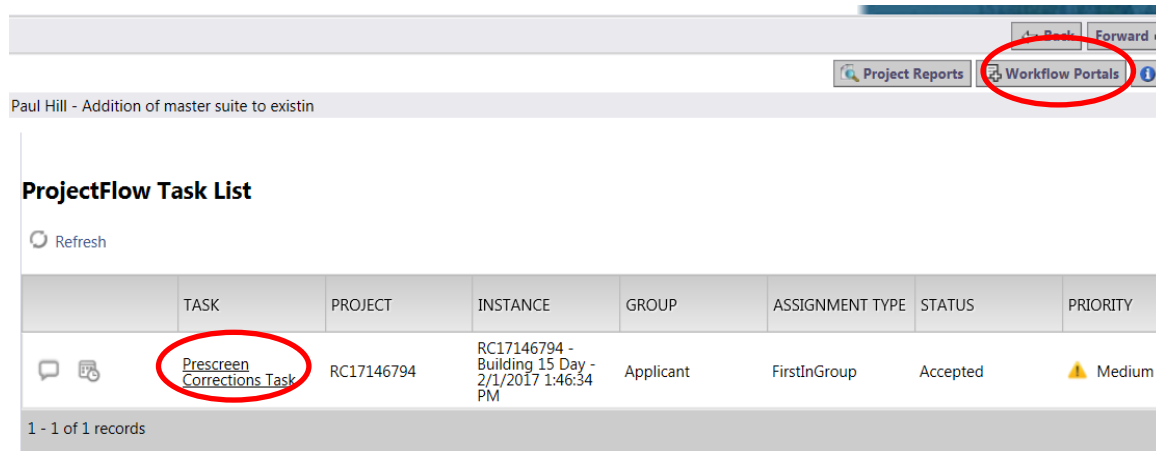 Back Forward
Project Reports Workflow Portals
Paul Hill - Addition of master suite to existin
ProjectFlow Task List
Refresh
TASK PROJECT INSTANCE GROUP ASSIGNMENT TYPE STATUS PRIORITY
RC17146794 -
Prescreen Building 15 Day -
Corrections Task RC17146794 2/1/2017 1:46:34 Applicant FirstInGroup Accepted Medium
PM
1 - 1 of 1 records